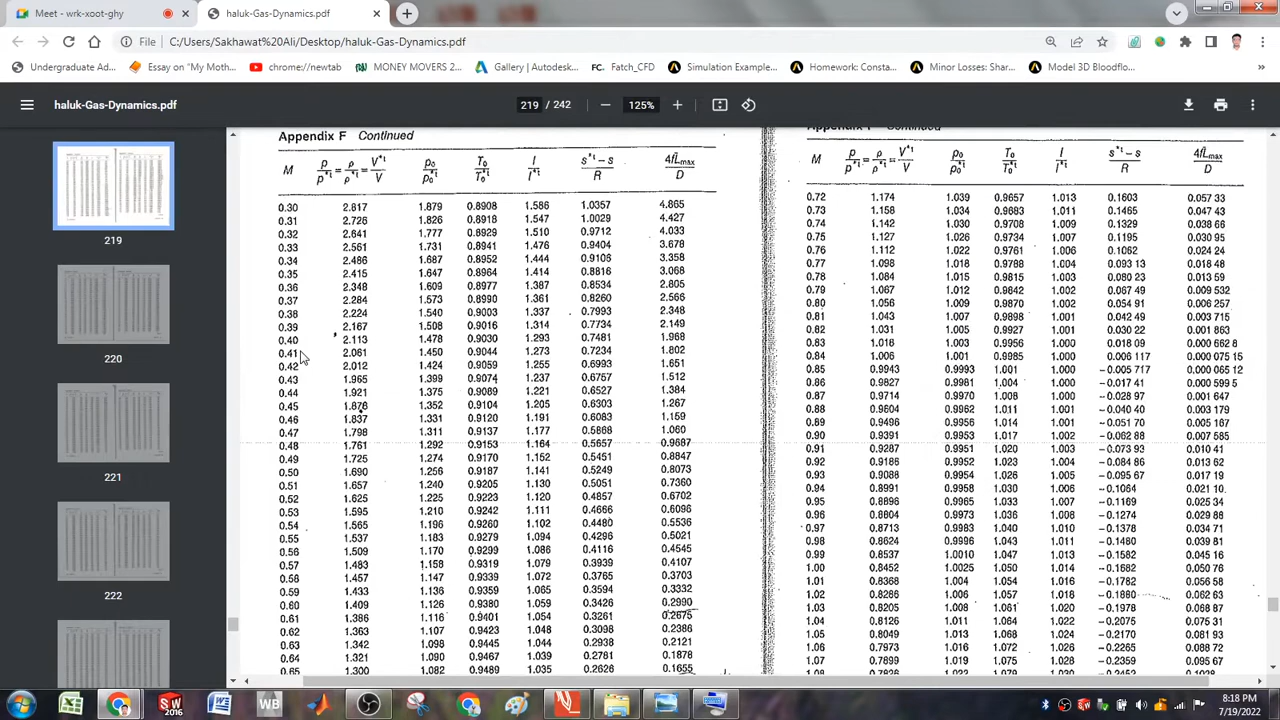 Meet - wrk-xoot-ghy
haluk-Gas-Dynamics.pdf
File
C:/Users/Sakhawat%20Ali/Desktop/haluk-Gas-Dynamics.pdf
Undergraduate Ad...
Essay on "My Moth...
chrome://newtab
MONEY MOVERS 2...
Gallery | Autodesk...
FC. Fatch_CFD
Simulation Example...
Homework: Consta...
Minor Losses: Shar...
Model 3D Bloodflo...
haluk-Gas-Dynamics.pdf
219 / 242
125%
219
220
221
222
Appendix F Continued
M p/p*t = ρ/ρ*t = V*t/V p0/p0*t T0/T0*t I/I*t s*t – s/R 4f̄Lmax/D
0.30 2.617 1.879 0.8908 1.586 1.0357 4.865
0.31 2.726 1.826 0.8918 1.547 1.0029 4.427
0.32 2.641 1.777 0.8929 1.510 0.9712 4.033
0.33 2.561 1.731 0.8941 1.476 0.9404 3.678
0.34 2.486 1.687 0.8952 1.444 0.9106 3.358
0.35 2.415 1.647 0.8964 1.414 0.8816 3.068
0.36 2.348 1.609 0.8977 1.387 0.8534 2.805
0.37 2.284 1.573 0.8990 1.361 0.8260 2.566
0.38 2.224 1.540 0.9003 1.337 0.7993 2.348
0.39 2.167 1.508 0.9016 1.314 0.7734 2.149
0.40 2.113 1.478 0.9030 1.293 0.7481 1.968
0.41 2.061 1.450 0.9044 1.273 0.7234 1.802
0.42 2.012 1.424 0.9059 1.255 0.6993 1.651
0.43 1.965 1.399 0.9074 1.237 0.6757 1.512
0.44 1.921 1.375 0.9089 1.221 0.6527 1.384
0.45 1.878 1.352 0.9104 1.205 0.6303 1.267
0.46 1.837 1.331 0.9120 1.191 0.6083 1.159
0.47 1.798 1.311 0.9137 1.177 0.5868 1.060
0.48 1.761 1.292 0.9153 1.164 0.5657 0.9687
0.49 1.725 1.274 0.9170 1.152 0.5451 0.8847
0.50 1.690 1.256 0.9187 1.141 0.5249 0.8073
0.51 1.657 1.240 0.9205 1.130 0.5051 0.7360
0.52 1.625 1.225 0.9223 1.120 0.4857 0.6702
0.53 1.595 1.210 0.9242 1.111 0.4666 0.6096
0.54 1.565 1.196 0.9260 1.102 0.4480 0.5536
0.55 1.537 1.183 0.9279 1.094 0.4296 0.5021
0.56 1.509 1.170 0.9299 1.086 0.4116 0.4545
0.57 1.483 1.158 0.9319 1.079 0.3939 0.4107
0.58 1.457 1.147 0.9339 1.072 0.3765 0.3703
0.59 1.433 1.136 0.9359 1.065 0.3594 0.3332
0.60 1.409 1.126 0.9380 1.059 0.3426 0.2990
0.61 1.386 1.116 0.9401 1.054 0.3261 0.2675
0.62 1.363 1.107 0.9423 1.048 0.3098 0.2386
0.63 1.342 1.098 0.9445 1.044 0.2938 0.2121
0.64 1.321 1.090 0.9467 1.039 0.2781 0.1878
0.65 1.300 1.082 0.9489 1.035 0.2626 0.1655
M p/p*t = ρ/ρ*t = V*t/V p0/p0*t T0/T0*t I/I*t s*t – s/R 4f̄Lmax/D
0.72 1.174 1.039 0.9657 1.013 0.1603 0.057 33
0.73 1.158 1.034 0.9683 1.011 0.1465 0.047 43
0.74 1.142 1.030 0.9708 1.009 0.1329 0.038 66
0.75 1.127 1.026 0.9734 1.007 0.1195 0.030 95
0.76 1.112 1.022 0.9761 1.006 0.1062 0.024 24
0.77 1.098 1.018 0.9788 1.004 0.093 13 0.018 48
0.78 1.084 1.015 0.9815 1.003 0.080 23 0.013 59
0.79 1.067 1.012 0.9842 1.002 0.067 49 0.009 532
0.80 1.056 1.009 0.9870 1.002 0.054 91 0.006 257
0.81 1.043 1.007 0.9898 1.001 0.042 49 0.003 715
0.82 1.031 1.005 0.9927 1.001 0.030 22 0.001 863
0.83 1.018 1.003 0.9956 1.000 0.018 09 0.000 662 8
0.84 1.006 1.001 0.9985 1.000 0.006 117 0.000 075 15
0.85 0.9943 0.9993 1.001 1.000 –0.005 717 0.000 065 12
0.86 0.9827 0.9981 1.004 1.000 –0.017 41 0.000 599 5
0.87 0.9714 0.9970 1.008 1.000 –0.028 97 0.001 647
0.88 0.9604 0.9962 1.011 1.001 –0.040 40 0.003 179
0.89 0.9496 0.9956 1.014 1.001 –0.051 70 0.005 167
0.90 0.9391 0.9953 1.017 1.002 –0.062 88 0.007 585
0.91 0.9287 0.9951 1.020 1.003 –0.073 93 0.010 41
0.92 0.9186 0.9952 1.023 1.004 –0.084 86 0.013 62
0.93 0.9088 0.9954 1.026 1.005 –0.095 67 0.017 19
0.94 0.8991 0.9958 1.030 1.006 –0.1064 0.021 10
0.95 0.8896 0.9965 1.033 1.007 –0.1169 0.025 34
0.96 0.8804 0.9973 1.036 1.008 –0.1274 0.029 88
0.97 0.8713 0.9983 1.040 1.010 –0.1378 0.034 71
0.98 0.8624 0.9996 1.043 1.011 –0.1480 0.039 81
0.99 0.8537 1.0010 1.047 1.013 –0.1582 0.045 16
1.00 0.8452 1.0025 1.050 1.014 –0.1682 0.050 76
1.01 0.8368 1.004 1.054 1.016 –0.1782 0.056 58
1.02 0.8286 1.006 1.057 1.018 –0.1880 0.062 63
1.03 0.8205 1.008 1.061 1.020 –0.1978 0.068 87
1.04 0.8126 1.011 1.064 1.022 –0.2075 0.075 31
1.05 0.8049 1.013 1.068 1.024 –0.2170 0.081 93
1.06 0.7973 1.016 1.072 1.026 –0.2265 0.088 72
1.07 0.7899 1.019 1.075 1.028 –0.2359 0.095 67
SW
2016
WB
8:18 PM
7/19/2022